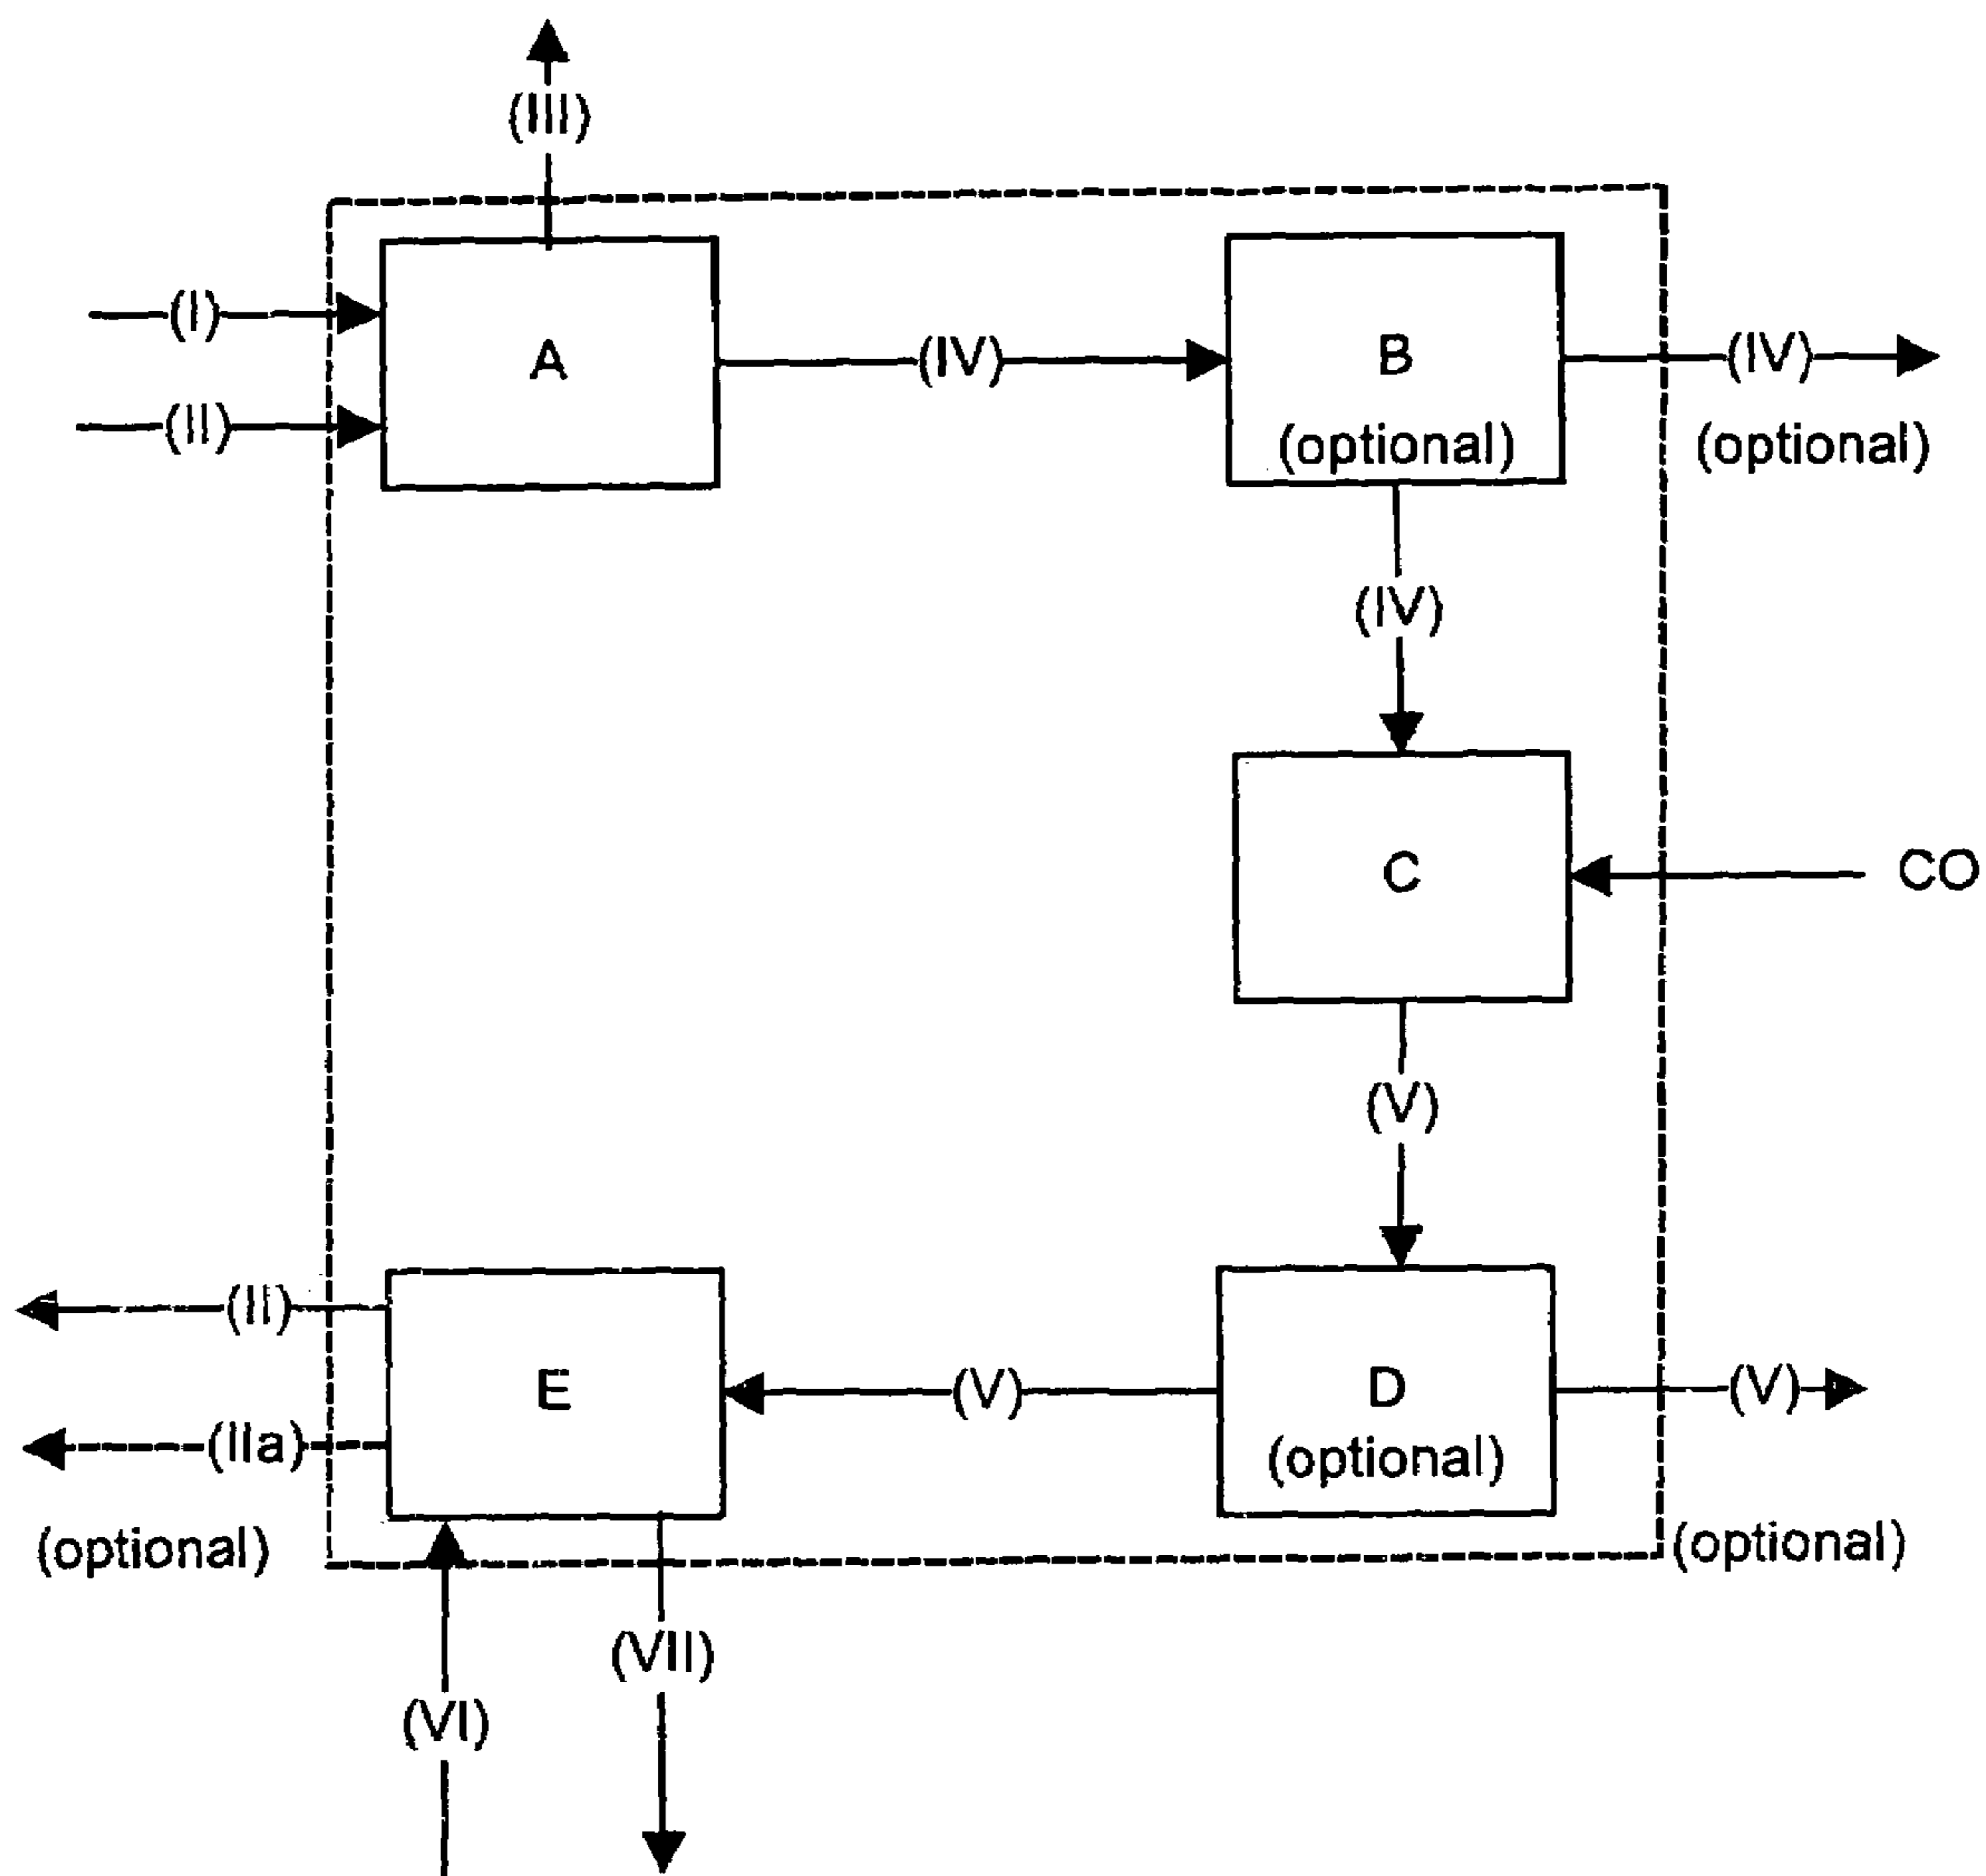 (III)
(I)
(II)
A
(IV)
B
(optional)
(IV)
(optional)
(IV)
C
CO
(V)
(II)
E
(V)
D
(optional)
(V)
(IIa)
(optional)
(optional)
(VII)
(VI)